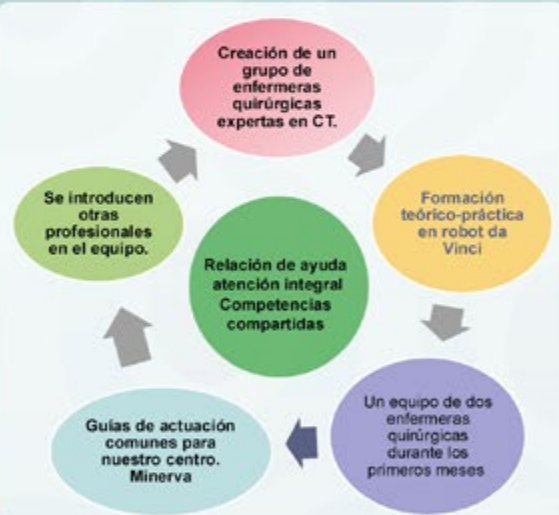 Creación de un
grupo de
enfermeras
quirúrgicas
expertas en CT.
Formación
teórico-práctica
en robot da
Vinci
Un equipo de dos
enfermeras
quirúrgicas
durante los
primeros meses
Guías de actuación
comunes para
nuestro centro.
Minerva
Se introducen
otras
profesionales
en el equipo.
Relación de ayuda
atención integral
Competencias
compartidas